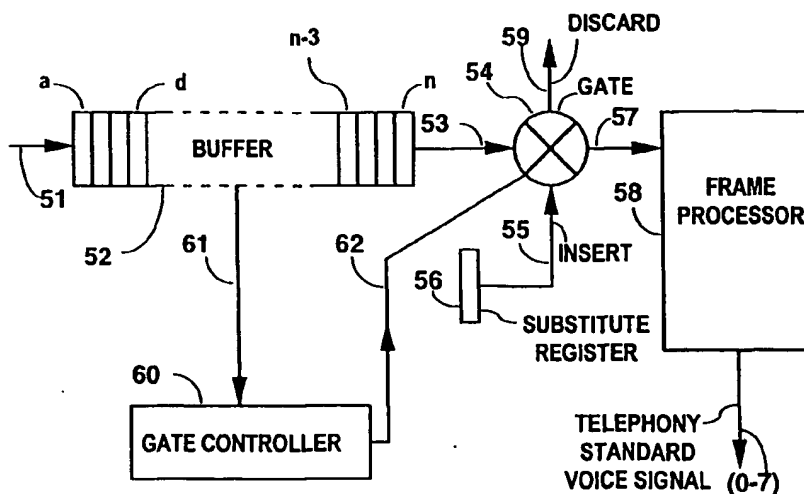 59
DISCARD
n-3
54
a
d
n
GATE
53
57
BUFFER
51
52
61
62
55
INSERT
56
SUBSTITUTE
REGISTER
58
FRAME
PROCESSOR
60
GATE CONTROLLER
TELEPHONY
STANDARD
VOICE SIGNAL (0-7)